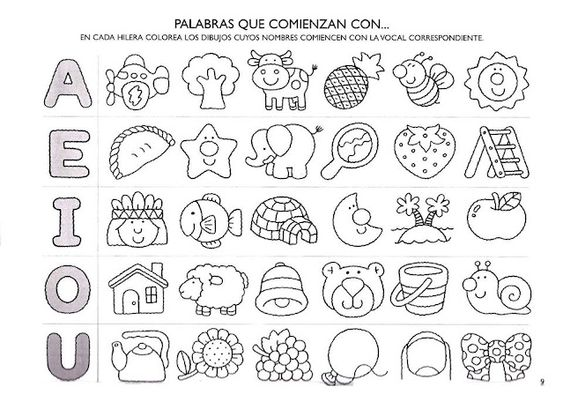 PALABRAS QUE COMIENZAN CON...
EN CADA HILERA COLOREA LOS DIBUJOS CUYOS NOMBRES COMIENCEN CON LA VOCAL CORRESPONDIENTE.
A
E
I
O
U
9